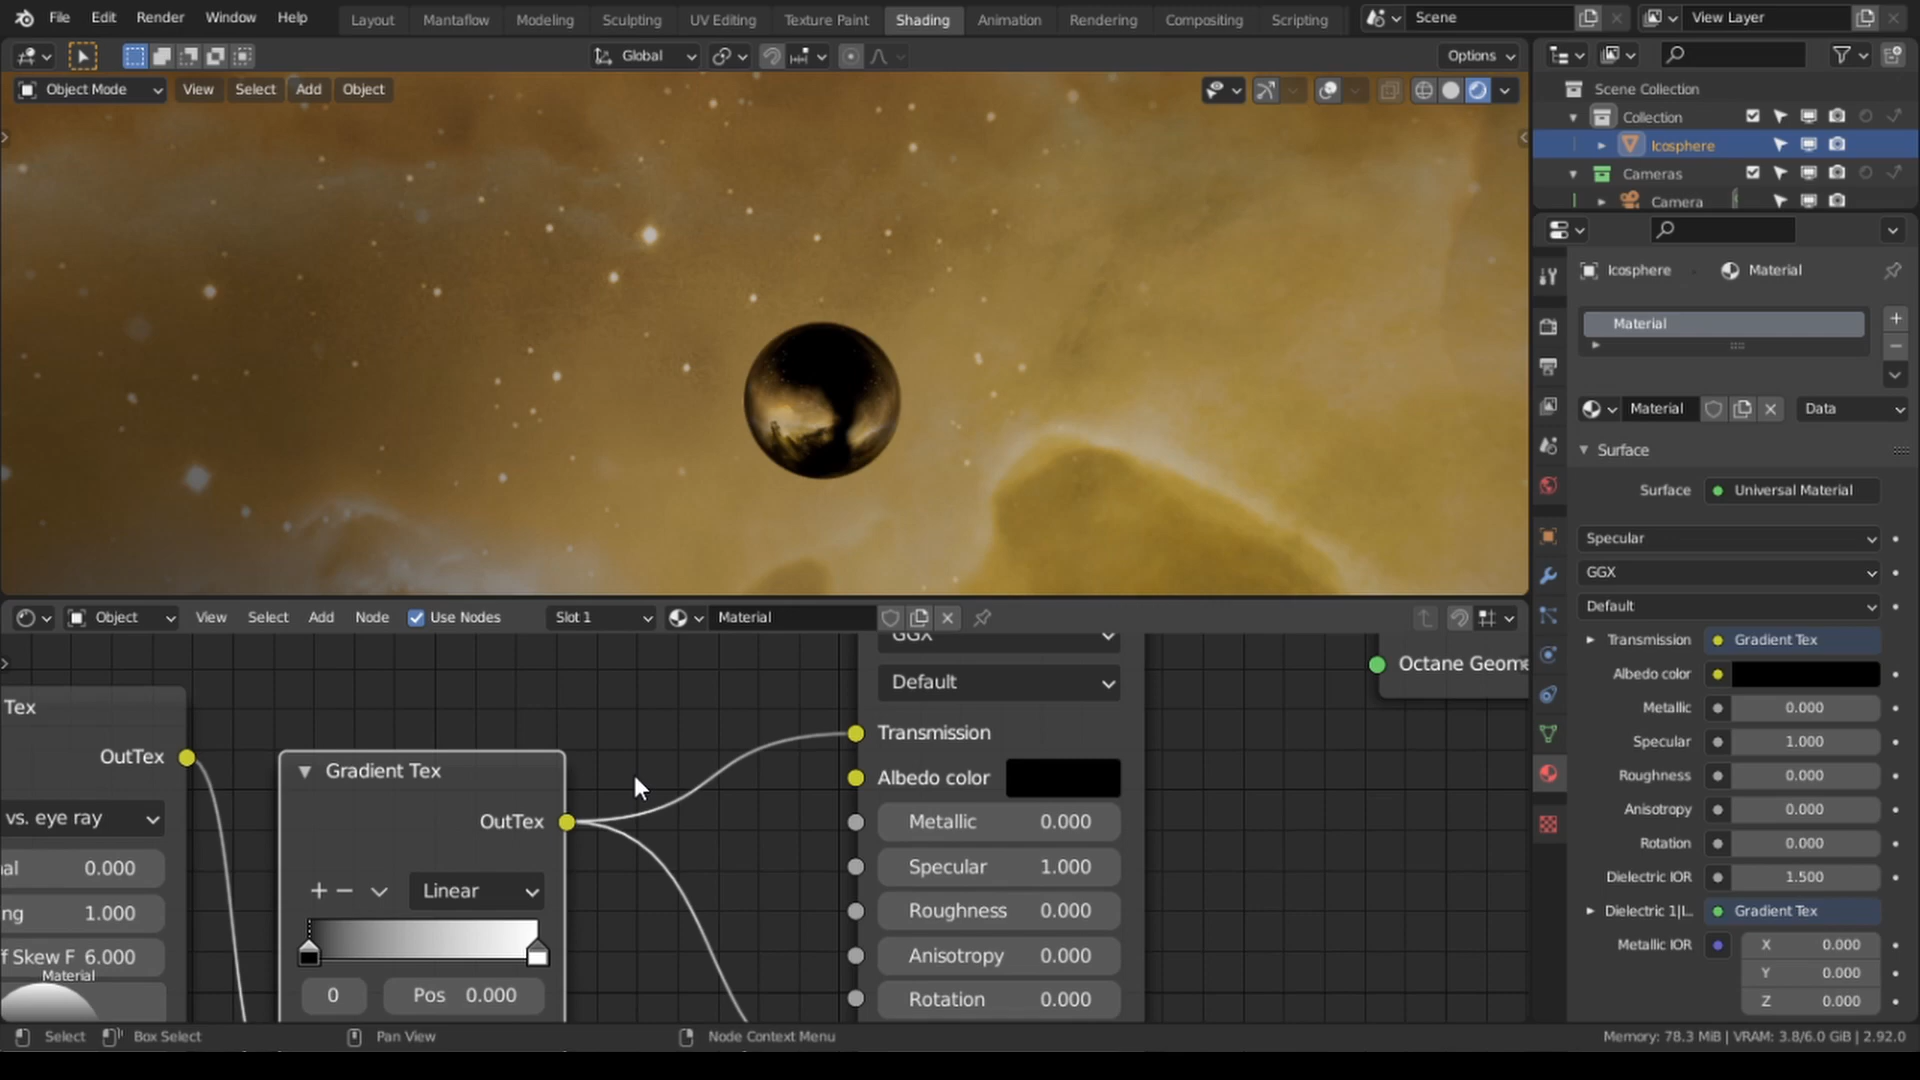 File Edit Render Window Help Layout Mantaflow Modeling Sculpting UV Editing Texture Paint Shading Animation Rendering Compositing Scripting Scene View Layer
Global Options
Object Mode View Select Add Object
Scene Collection
Collection
Icosphere
Cameras
Camera
Icosphere Material
Material
Material Data
Surface
Surface Universal Material
Specular
GGX
Default
Transmission Gradient Tex
Albedo color
Metallic 0.000
Specular 1.000
Roughness 0.000
Anisotropy 0.000
Rotation 0.000
Dielectric IOR 1.500
Dielectric 1|L.. Gradient Tex
Metallic IOR X 0.000
Y 0.000
Z 0.000
Object View Select Add Node Use Nodes Slot 1 Material
Tex
OutTex
vs. eye ray
al 0.000
ng 1.000
f Skew F 6.000
Material
Gradient Tex
OutTex
Linear
0 Pos 0.000
GGX
Default
Transmission
Albedo color
Metallic 0.000
Specular 1.000
Roughness 0.000
Anisotropy 0.000
Rotation 0.000
Octane Geome
Select Box Select Pan View Node Context Menu Memory: 78.3 MiB | VRAM: 3.8/6.0 GiB | 2.92.0